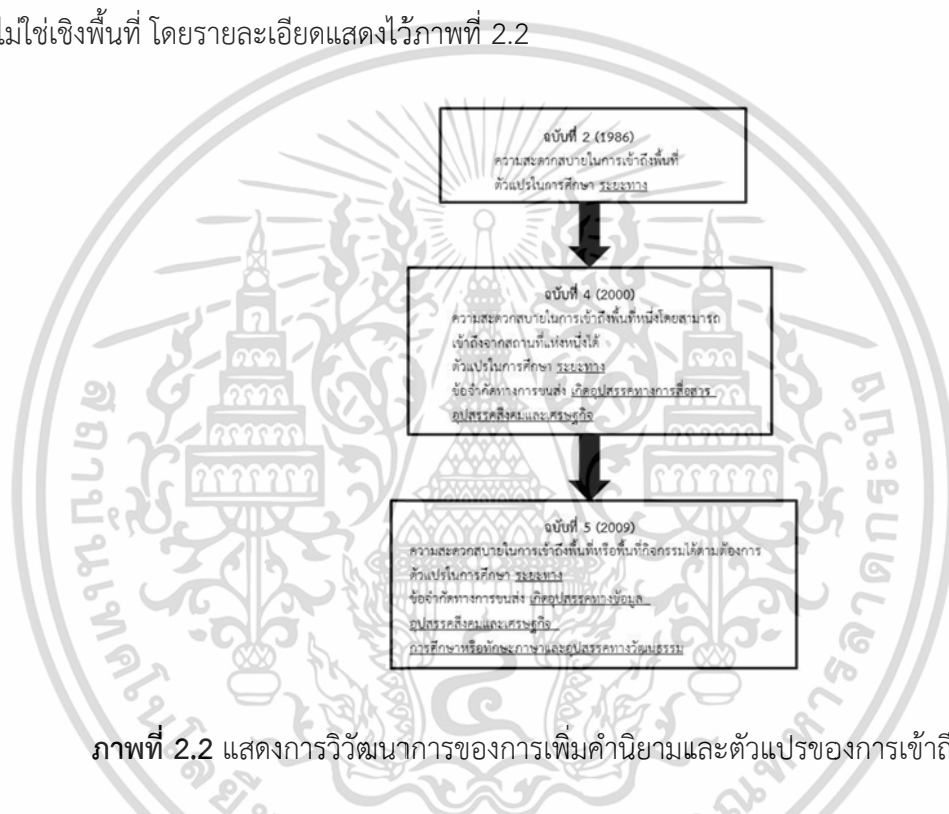 ไม่ใช่เชิงพื้นที่ โดยรายละเอียดแสดงไว้ภาพที่ 2.2
ฉบับที่ 2 (1986)
ความสะดวกสบายในการเข้าถึงพื้นที่
ตัวแปรในการศึกษา ระยะทาง
ฉบับที่ 4 (2000)
ความสะดวกสบายในการเข้าถึงพื้นที่หนึ่งโดยสามารถ
เข้าถึงจากสถานที่แห่งหนึ่งได้
ตัวแปรในการศึกษา ระยะทาง
ข้อจำกัดทางการขนส่ง เกิดอุปสรรคทางการสื่อสาร
อุปสรรคสังคมและเศรษฐกิจ
ฉบับที่ 5 (2009)
ความสะดวกสบายในการเข้าถึงพื้นที่หรือพื้นที่กิจกรรมได้ตามต้องการ
ตัวแปรในการศึกษา ระยะทาง
ข้อจำกัดทางการขนส่ง เกิดอุปสรรคทางข้อมูล
อุปสรรคสังคมและเศรษฐกิจ
การศึกษาหรือทักษะภาษาและอุปสรรคทางวัฒนธรรม
ภาพที่ 2.2 แสดงการวิวัฒนาการของการเพิ่มคำนิยามและตัวแปรของการเข้าถึ